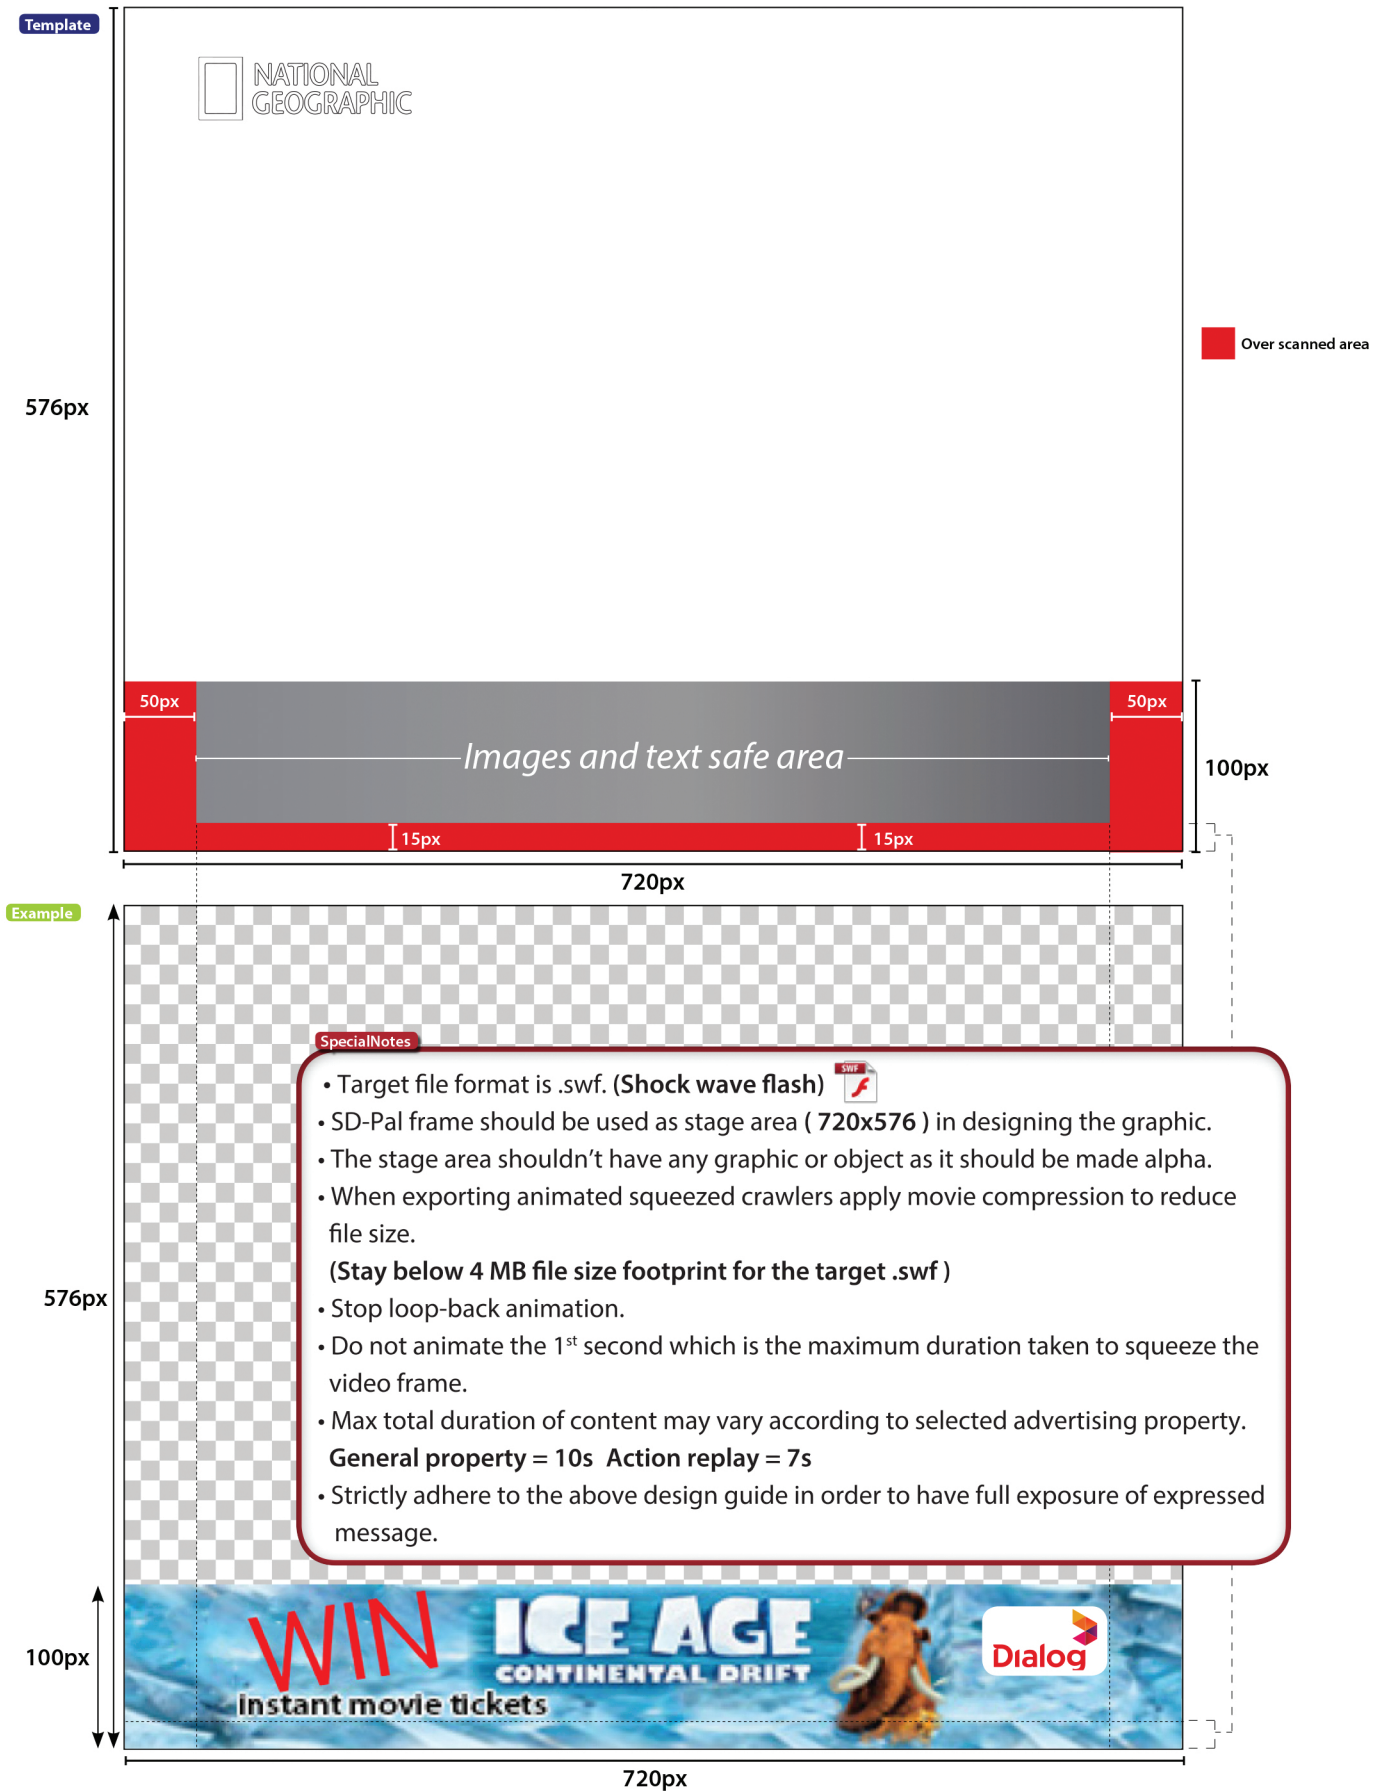 Template
NATIONAL
GEOGRAPHIC
Over scanned area
576px
50px
50px
Images and text safe area
100px
15px
15px
720px
Example
SpecialNotes
• Target file format is .swf. (Shock wave flash)
SWF
• SD-Pal frame should be used as stage area ( 720x576 ) in designing the graphic.
• The stage area shouldn’t have any graphic or object as it should be made alpha.
• When exporting animated squeezed crawlers apply movie compression to reduce
file size.
(Stay below 4 MB file size footprint for the target .swf )
576px
• Stop loop-back animation.
• Do not animate the 1st second which is the maximum duration taken to squeeze the
video frame.
• Max total duration of content may vary according to selected advertising property.
General property = 10s  Action replay = 7s
• Strictly adhere to the above design guide in order to have full exposure of expressed
message.
100px
WIN
instant movie tickets
ICE AGE
CONTINENTAL DRIFT
Dialog
720px